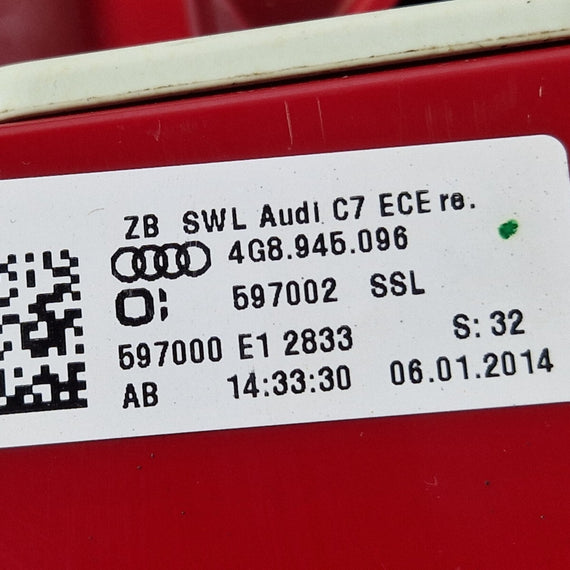 ZB SWL Audi C7 ECE re.
4G8.945.096
597002 SSL
597000 E1 2833 S: 32
AB 14:33:30 06.01.2014